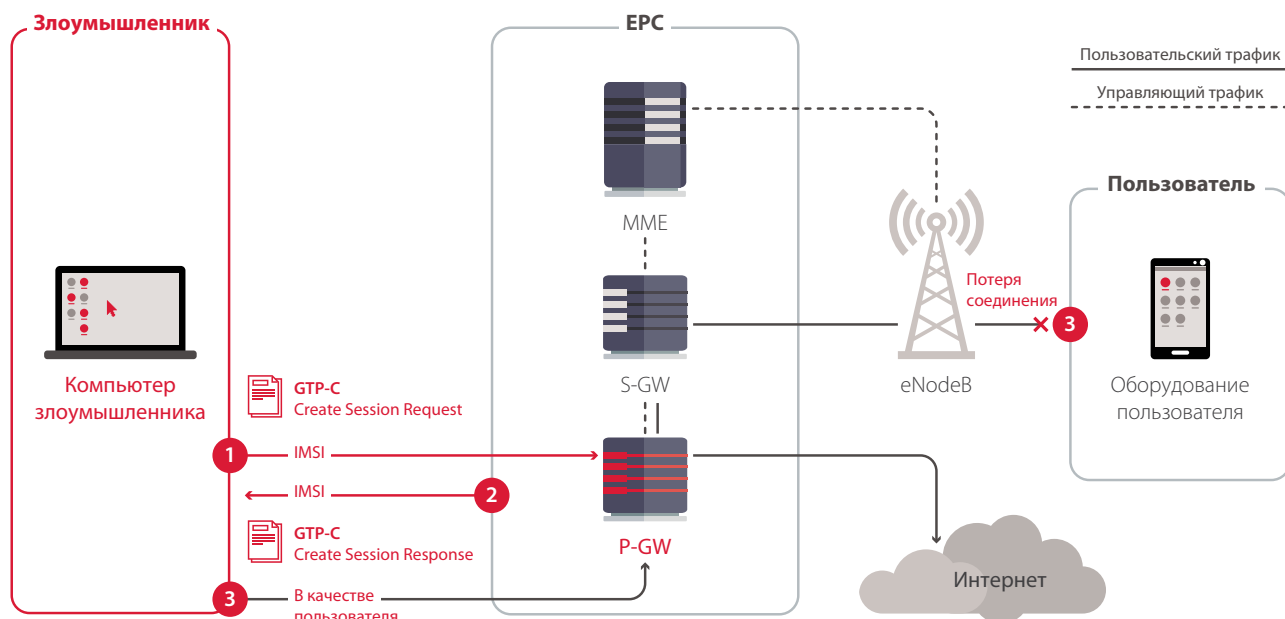 Злоумышленник
EPC
Пользовательский трафик
Управляющий трафик
Пользователь
MME
Потеря
соединения
3
Компьютер
злоумышленника
GTP-C
Create Session Request
S-GW
eNodeB
Оборудование
пользователя
1
IMSI
IMSI
2
GTP-C
Create Session Response
P-GW
Интернет
3
В качестве
пользователя